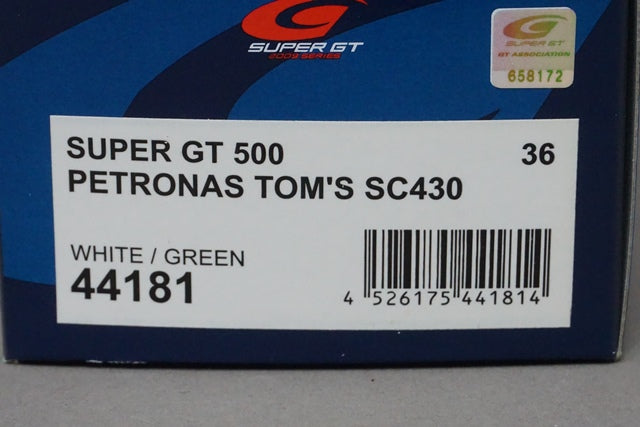 SUPER GT
2009 SERIES
SUPER GT
GT ASSOCIATION
658172
SUPER GT 500 36
PETRONAS TOM'S SC430
WHITE / GREEN
44181
4 526175 441814